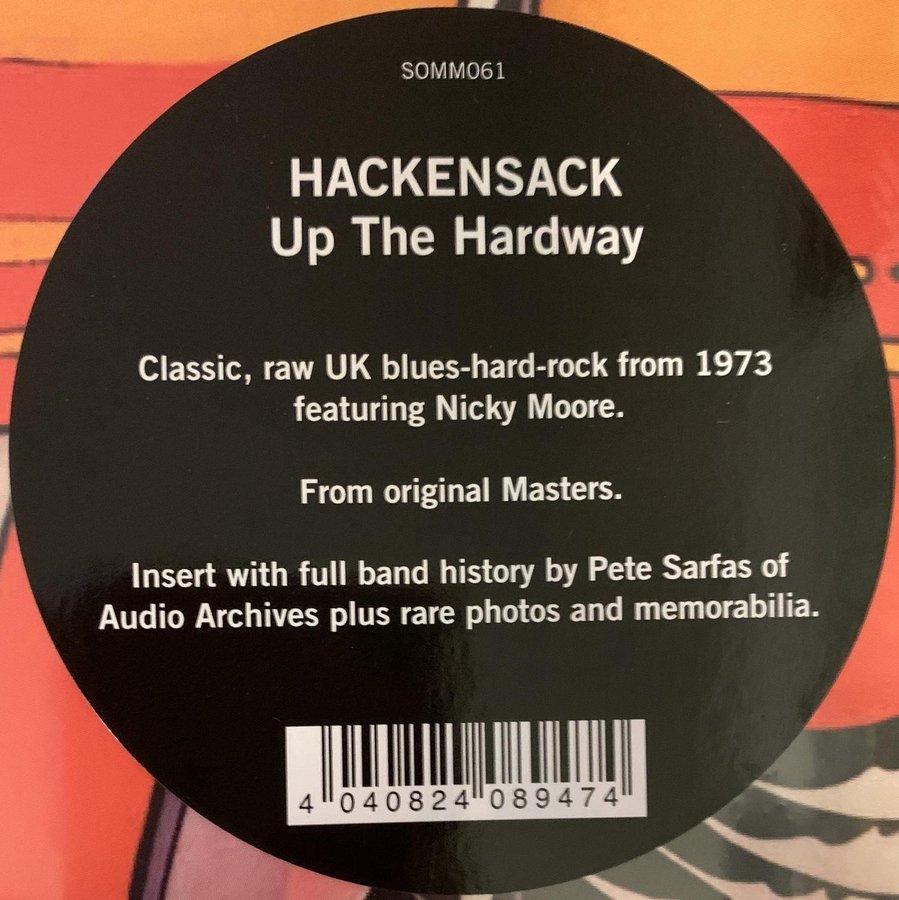 SOMM061
HACKENSACK
Up The Hardway
Classic, raw UK blues-hard-rock from 1973
featuring Nicky Moore.
From original Masters.
Insert with full band history by Pete Sarfas of
Audio Archives plus rare photos and memorabilia.
4 040824 089474